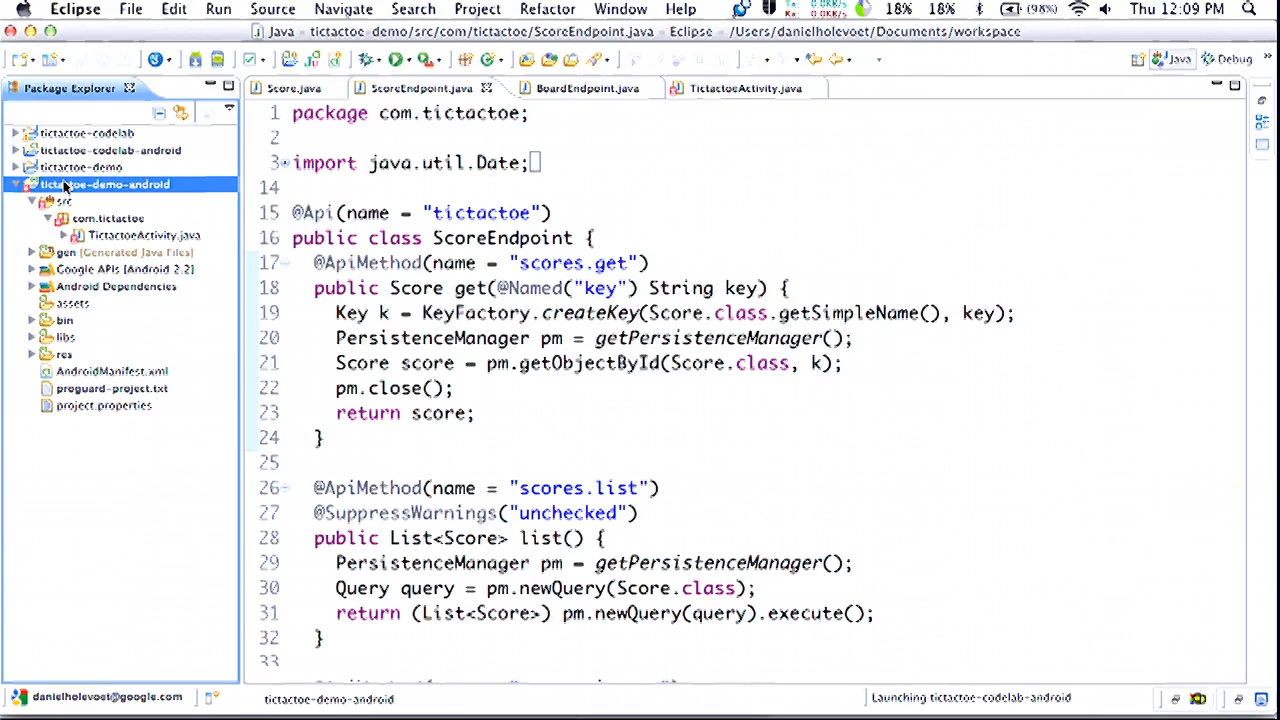 Eclipse File Edit Run Source Navigate Search Project Refactor Window Help 18% 18% (98%) Thu 12:09 PM
Java - tictactoe-demo/src/com/tictactoe/ScoreEndpoint.java - Eclipse - /Users/danielholevoet/Documents/workspace
Java Debug
Package Explorer
Score.java ScoreEndpoint.java BoardEndpoint.java TictactoeActivity.java
tictactoe-codelab
tictactoe-codelab-android
tictactoe-demo
tictactoe-demo-android
src
com.tictactoe
TictactoeActivity.java
gen [Generated Java Files]
Google APIs [Android 2.2]
Android Dependencies
assets
bin
libs
res
AndroidManifest.xml
proguard-project.txt
project.properties
1 package com.tictactoe;
2
3 import java.util.Date;
14
15 @Api(name = "tictactoe")
16 public class ScoreEndpoint {
17 @ApiMethod(name = "scores.get")
18 public Score get(@Named("key") String key) {
19 Key k = KeyFactory.createKey(Score.class.getSimpleName(), key);
20 PersistenceManager pm = getPersistenceManager();
21 Score score = pm.getObjectById(Score.class, k);
22 pm.close();
23 return score;
24 }
25
26 @ApiMethod(name = "scores.list")
27 @SuppressWarnings("unchecked")
28 public List<Score> list() {
29 PersistenceManager pm = getPersistenceManager();
30 Query query = pm.newQuery(Score.class);
31 return (List<Score>) pm.newQuery(query).execute();
32 }
33
danielholevoet@google.com tictactoe-demo-android Launching tictactoe-codelab-android